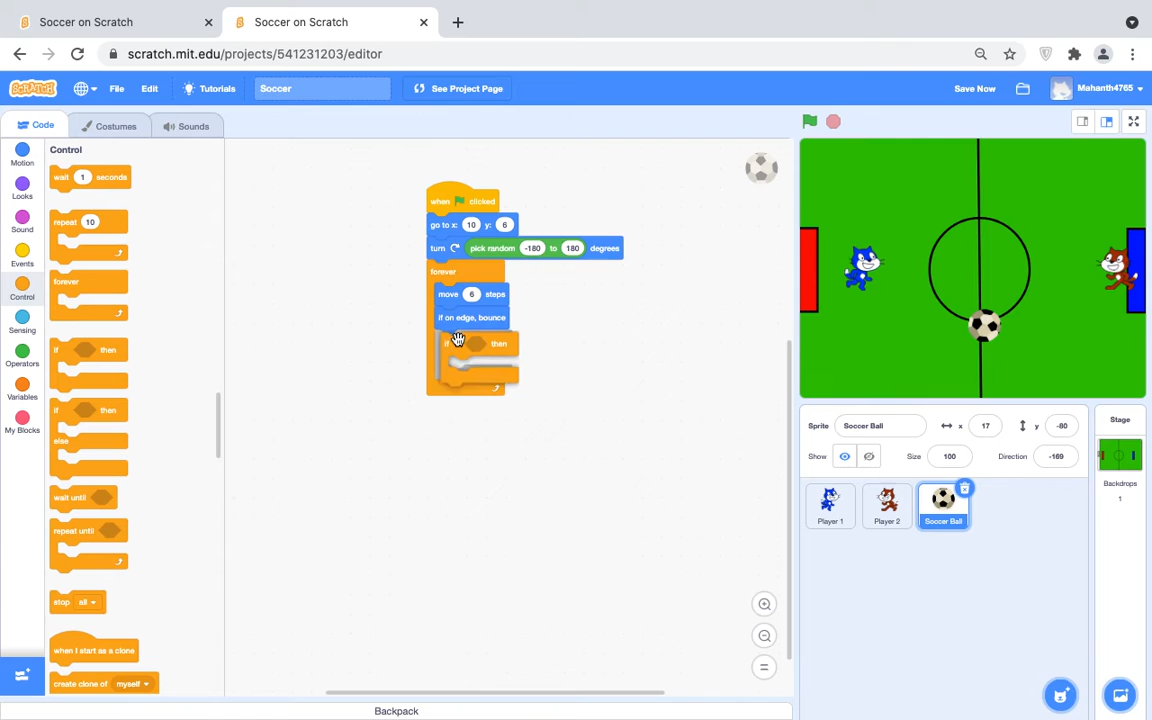 Soccer on Scratch
Soccer on Scratch
scratch.mit.edu/projects/541231203/editor
SCRATCH
File
Edit
Tutorials
Soccer
See Project Page
Save Now
Mahanth4765
Code
Costumes
Sounds
Motion
Looks
Sound
Events
Control
Sensing
Operators
Variables
My Blocks
Control
wait 1 seconds
repeat 10
forever
if then
if then
else
wait until
repeat until
stop all
when I start as a clone
create clone of myself
when clicked
go to x: 10 y: 6
turn pick random -180 to 180 degrees
forever
move 6 steps
if on edge, bounce
if then
Sprite Soccer Ball x 17 y -80
Show Size 100 Direction -169
Player 1
Player 2
Soccer Ball
Stage
Backdrops
1
Backpack